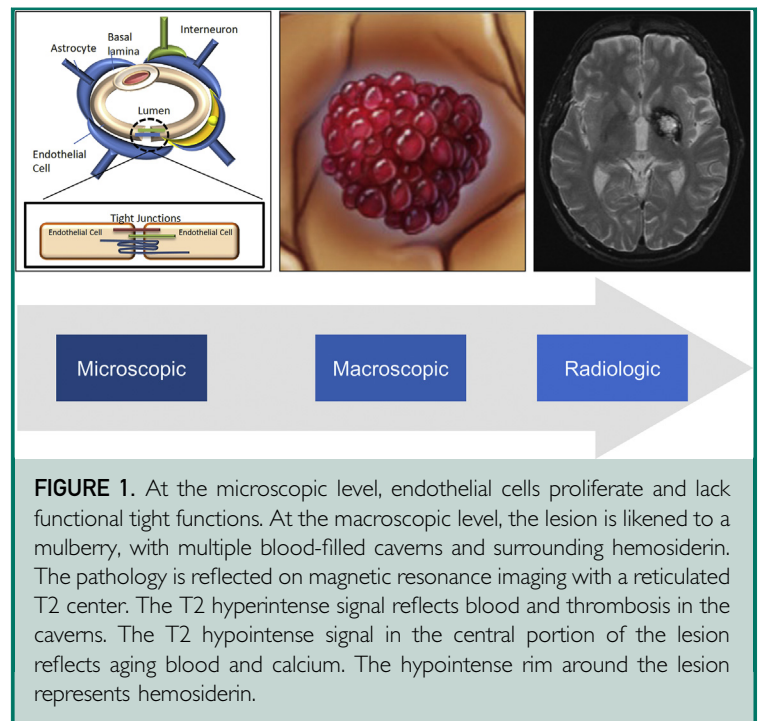 Astrocyte
Basal
lamina
Interneuron
Lumen
Endothelial
Cell
Tight Junctions
Endothelial Cell
Endothelial Cell
Microscopic
Macroscopic
Radiologic
FIGURE 1. At the microscopic level, endothelial cells proliferate and lack
functional tight functions. At the macroscopic level, the lesion is likened to a
mulberry, with multiple blood-filled caverns and surrounding hemosiderin.
The pathology is reflected on magnetic resonance imaging with a reticulated
T2 center. The T2 hyperintense signal reflects blood and thrombosis in the
caverns. The T2 hypointense signal in the central portion of the lesion
reflects aging blood and calcium. The hypointense rim around the lesion
represents hemosiderin.